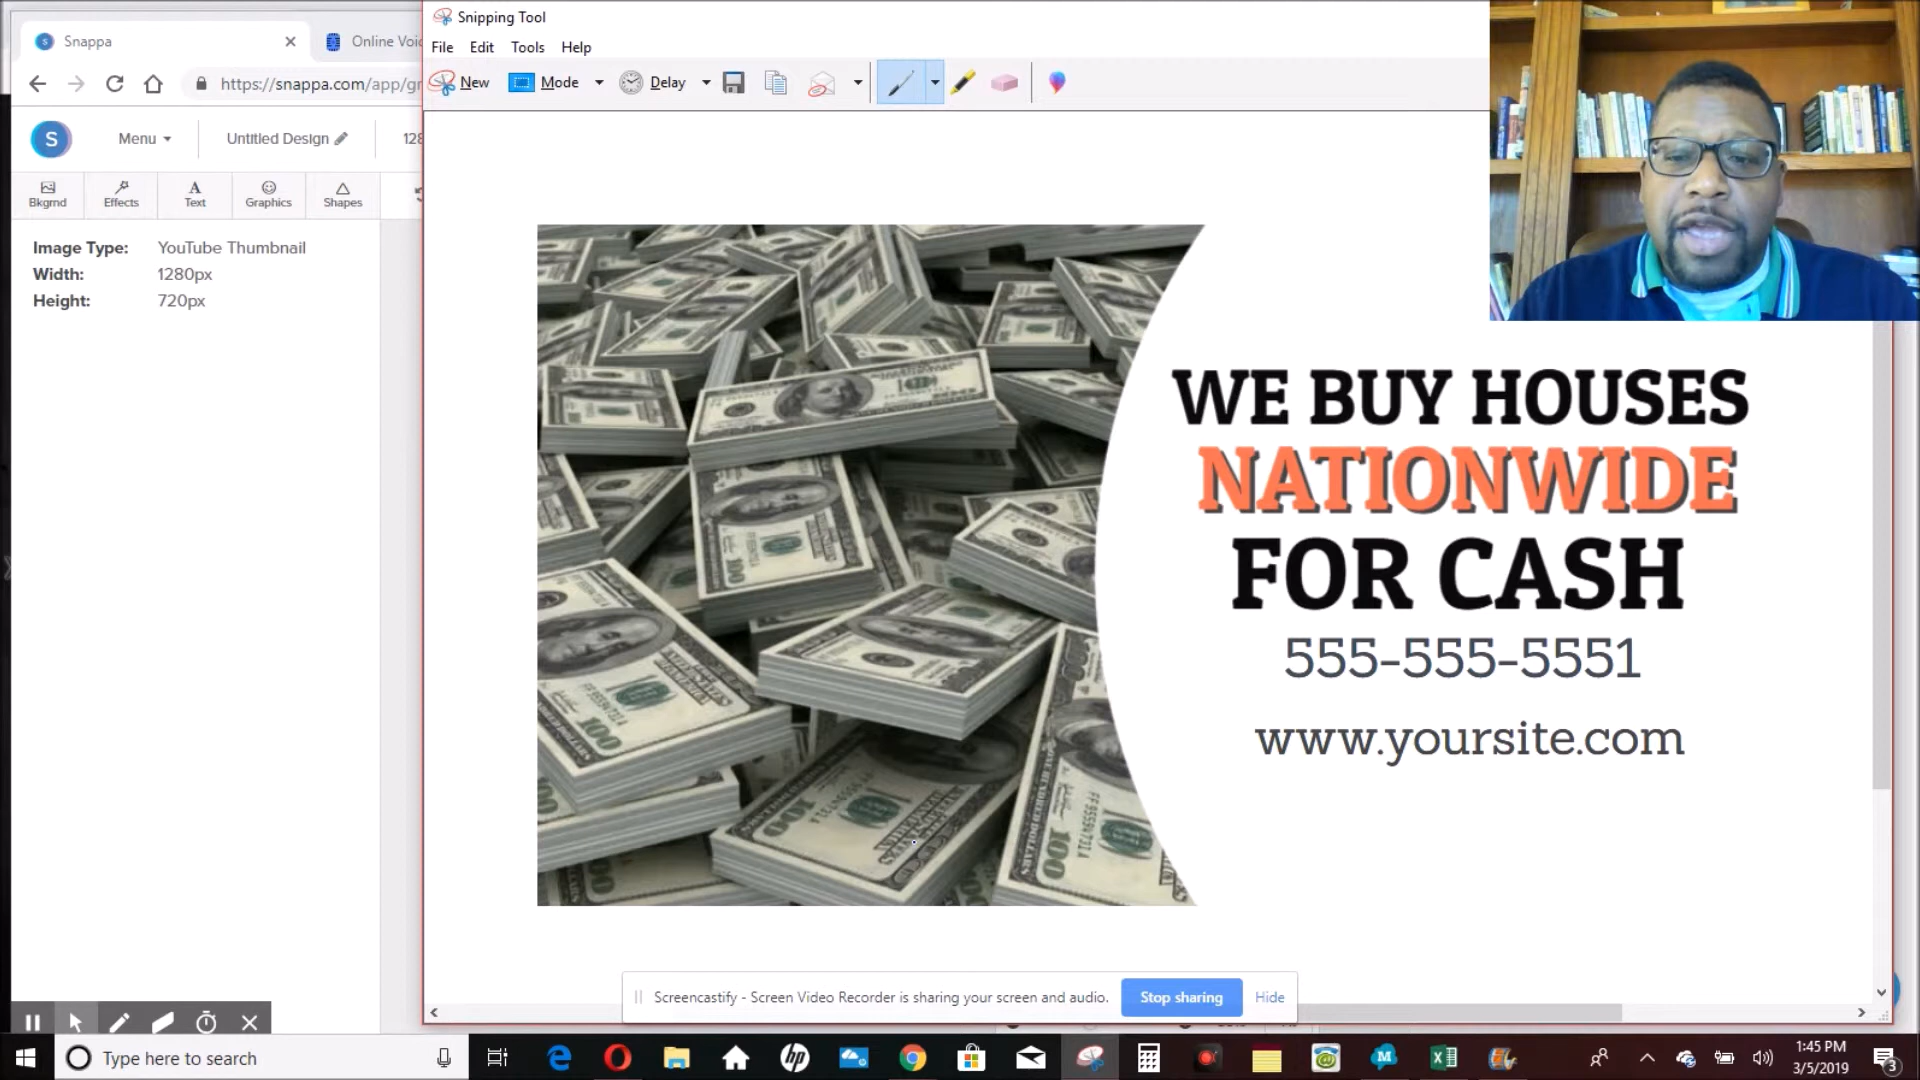 Snappa
Online Voi
https://snappa.com/app/gr
Menu
Untitled Design
128
Bkgrnd
Effects
Text
Graphics
Shapes
Image Type: YouTube Thumbnail
Width: 1280px
Height: 720px
Snipping Tool
File Edit Tools Help
New
Mode
Delay
WE BUY HOUSES
NATIONWIDE
FOR CASH
555-555-5551
www.yoursite.com
Screencastify - Screen Video Recorder is sharing your screen and audio.
Stop sharing
Hide
Type here to search
1:45 PM
3/5/2019
3